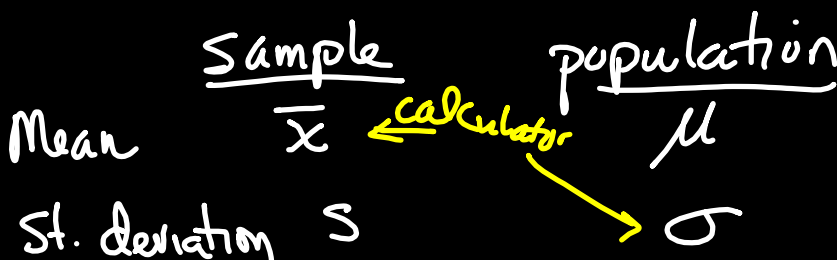 sample population
Mean x̄ calculator μ
St. deviation S σ